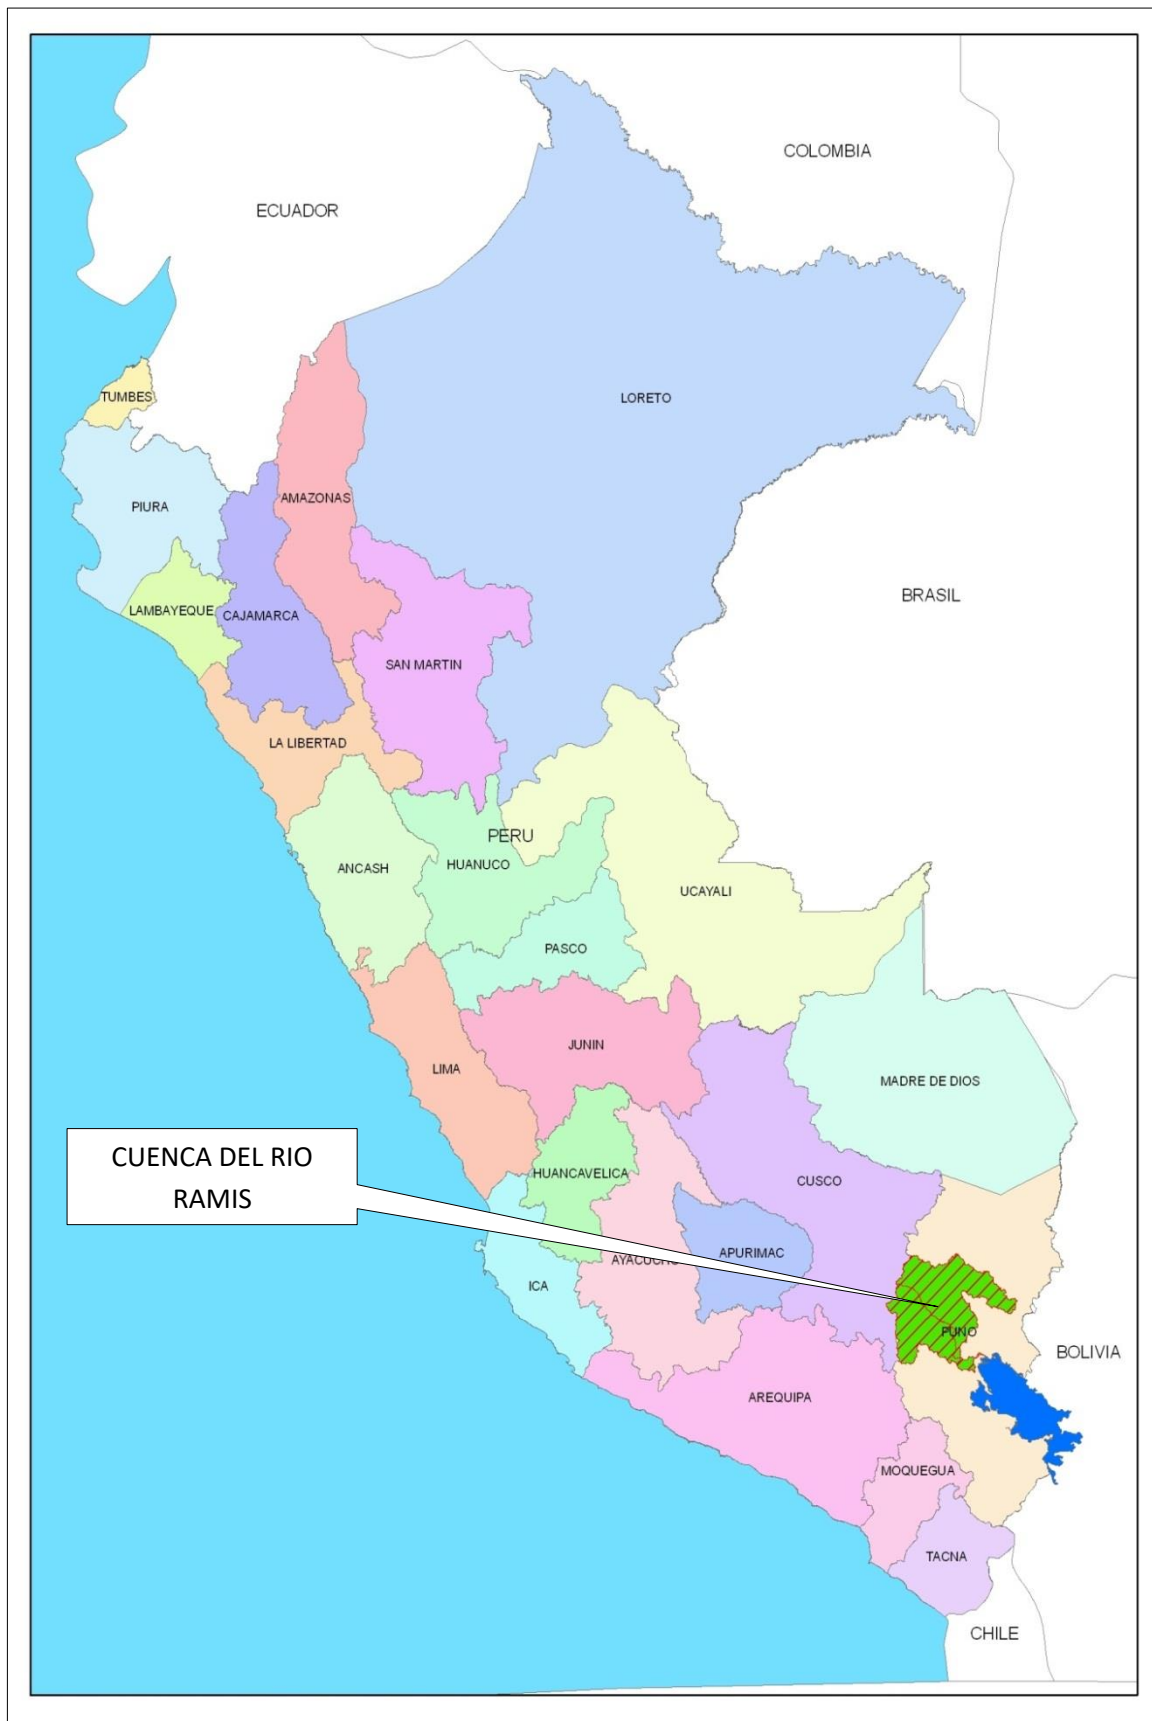 COLOMBIA
ECUADOR
TUMBES
LORETO
PIURA
AMAZONAS
BRASIL
LAMBAYEQUE
CAJAMARCA
SAN MARTIN
LA LIBERTAD
PERU
ANCASH
HUANUCO
UCAYALI
PASCO
JUNIN
LIMA
MADRE DE DIOS
CUENCA DEL RIO
RAMIS
HUANCAVELICA
CUSCO
AYACUCHO
APURIMAC
ICA
PUNO
BOLIVIA
AREQUIPA
MOQUEGUA
TACNA
CHILE